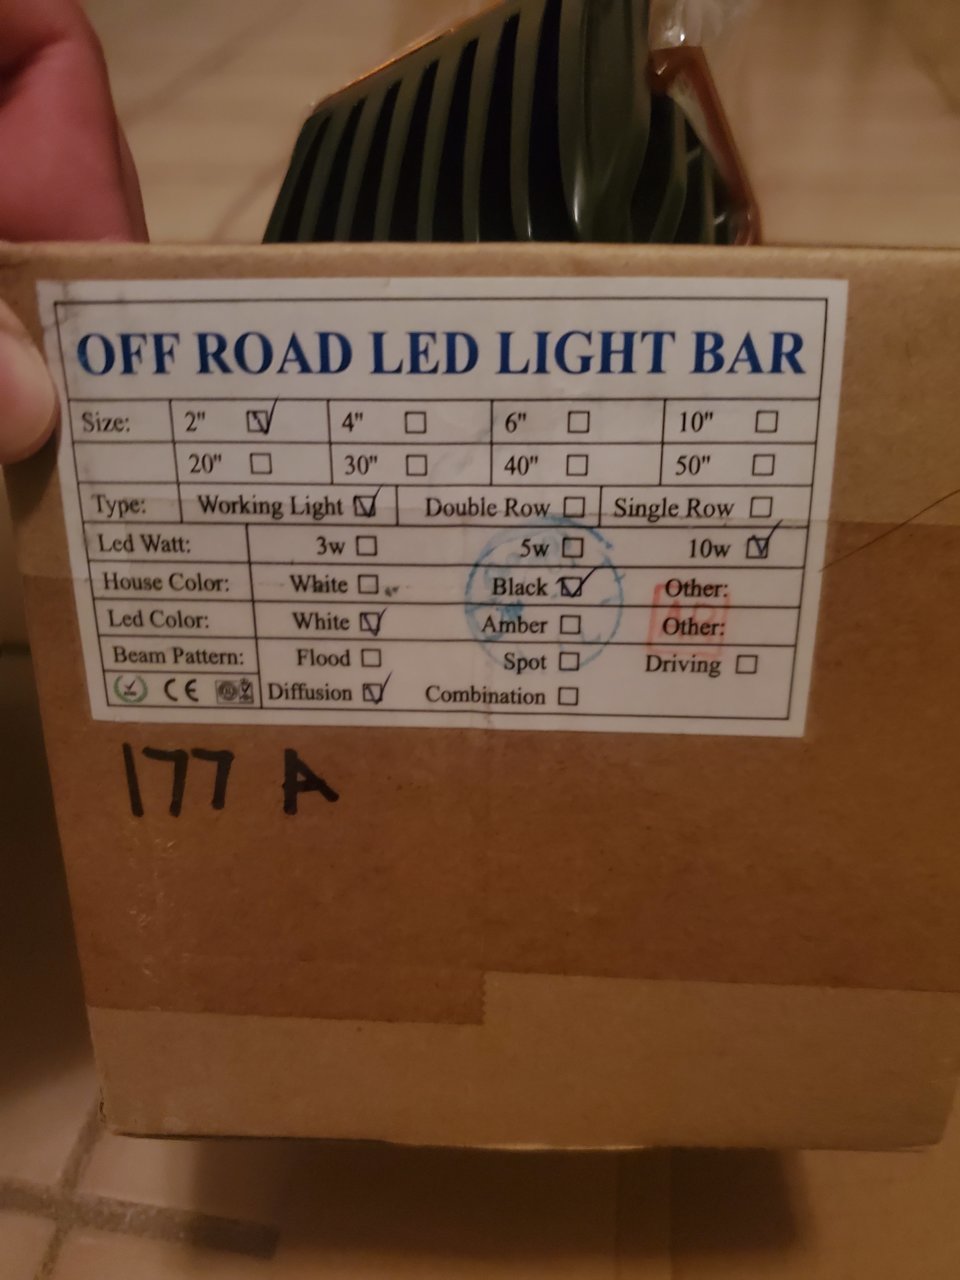 OFF ROAD LED LIGHT BAR
Size: 2" ☑ 4" ☐ 6" ☐ 10" ☐
20" ☐ 30" ☐ 40" ☐ 50" ☐
Type: Working Light ☑ Double Row ☐ Single Row ☐
Led Watt: 3w ☐ 5w ☐ 10w ☑
House Color: White ☐ Black ☑ Other:
Led Color: White ☑ Amber ☐ Other:
Beam Pattern: Flood ☐ Spot ☐ Driving ☐
CE Diffusion ☑ Combination ☐
177 A